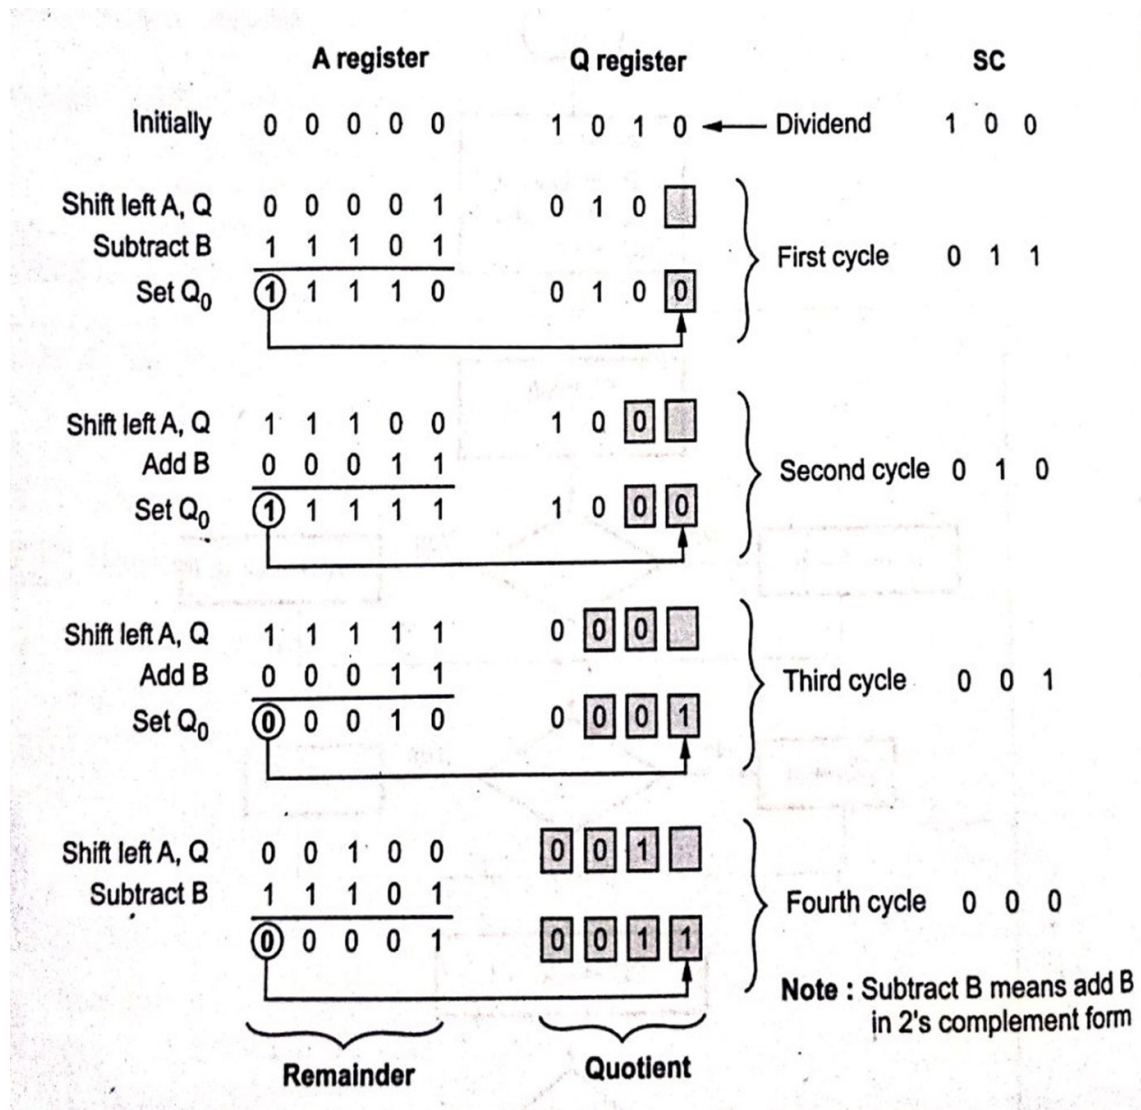 A register Q register SC
Initially 0 0 0 0 0 1 0 1 0 Dividend 1 0 0
Shift left A, Q 0 0 0 0 1 0 1 0
Subtract B 1 1 1 0 1
First cycle 0 1 1
Set Q0 1 1 1 1 0 0 1 0 0
Shift left A, Q 1 1 1 0 0 1 0 0
Add B 0 0 0 1 1
Second cycle 0 1 0
Set Q0 1 1 1 1 1 1 0 0 0
Shift left A, Q 1 1 1 1 1 0 0 0
Add B 0 0 0 1 1
Third cycle 0 0 1
Set Q0 0 0 0 1 0 0 0 0 1
Shift left A, Q 0 0 1 0 0 0 0 1
Subtract B 1 1 1 0 1
Fourth cycle 0 0 0
0 0 0 0 1 0 0 1 1
Note : Subtract B means add B
in 2's complement form
Remainder Quotient